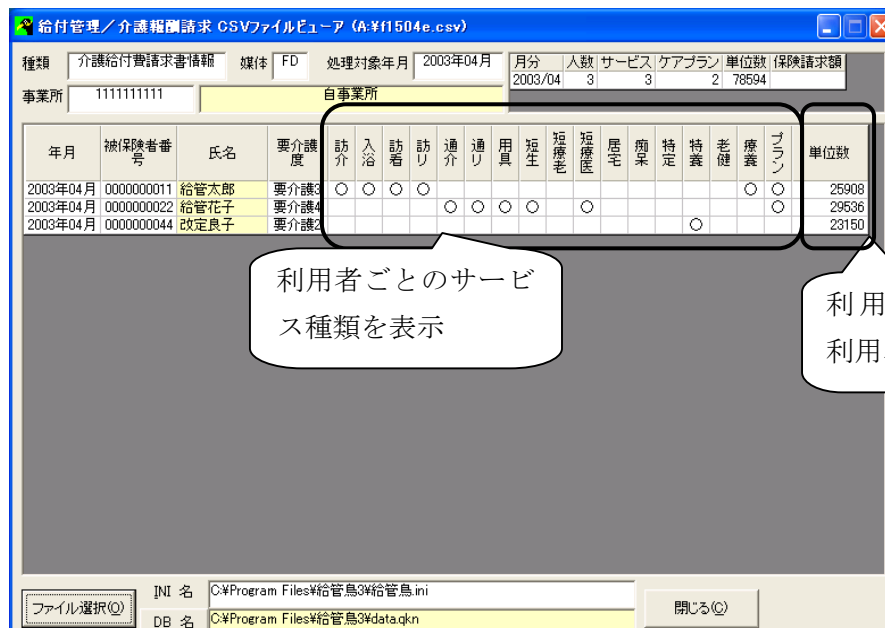 給付管理／介護報酬請求 CSVファイルビューア (A:¥f1504e.csv)
種類 介護給付費請求書情報 媒体 FD 処理対象年月 2003年04月
月分 人数 サービス ケアプラン 単位数 保険請求額
2003/04 3 3 2 78594
事業所 1111111111 自事業所
年月 被保険者番号 氏名 要介護度 訪介 入浴 訪看 訪リ 通介 通リ 用具 短生 短療老 短療医 居宅 痴呆 特定 特養 老健 療養 プラン 単位数
2003年04月 0000000011 給管太郎 要介護3 ○ ○ ○ ○ ○ ○ 25908
2003年04月 0000000022 給管花子 要介護4 ○ ○ ○ ○ ○ ○ 29536
2003年04月 0000000044 改定良子 要介護2 ○ 23150
利用者ごとのサービ
ス種類を表示
利用
利用
ファイル選択(O)
INI 名 C:¥Program Files¥給管鳥3¥給管鳥.ini
DB 名 C:¥Program Files¥給管鳥3¥data.qkn
閉じる(C)